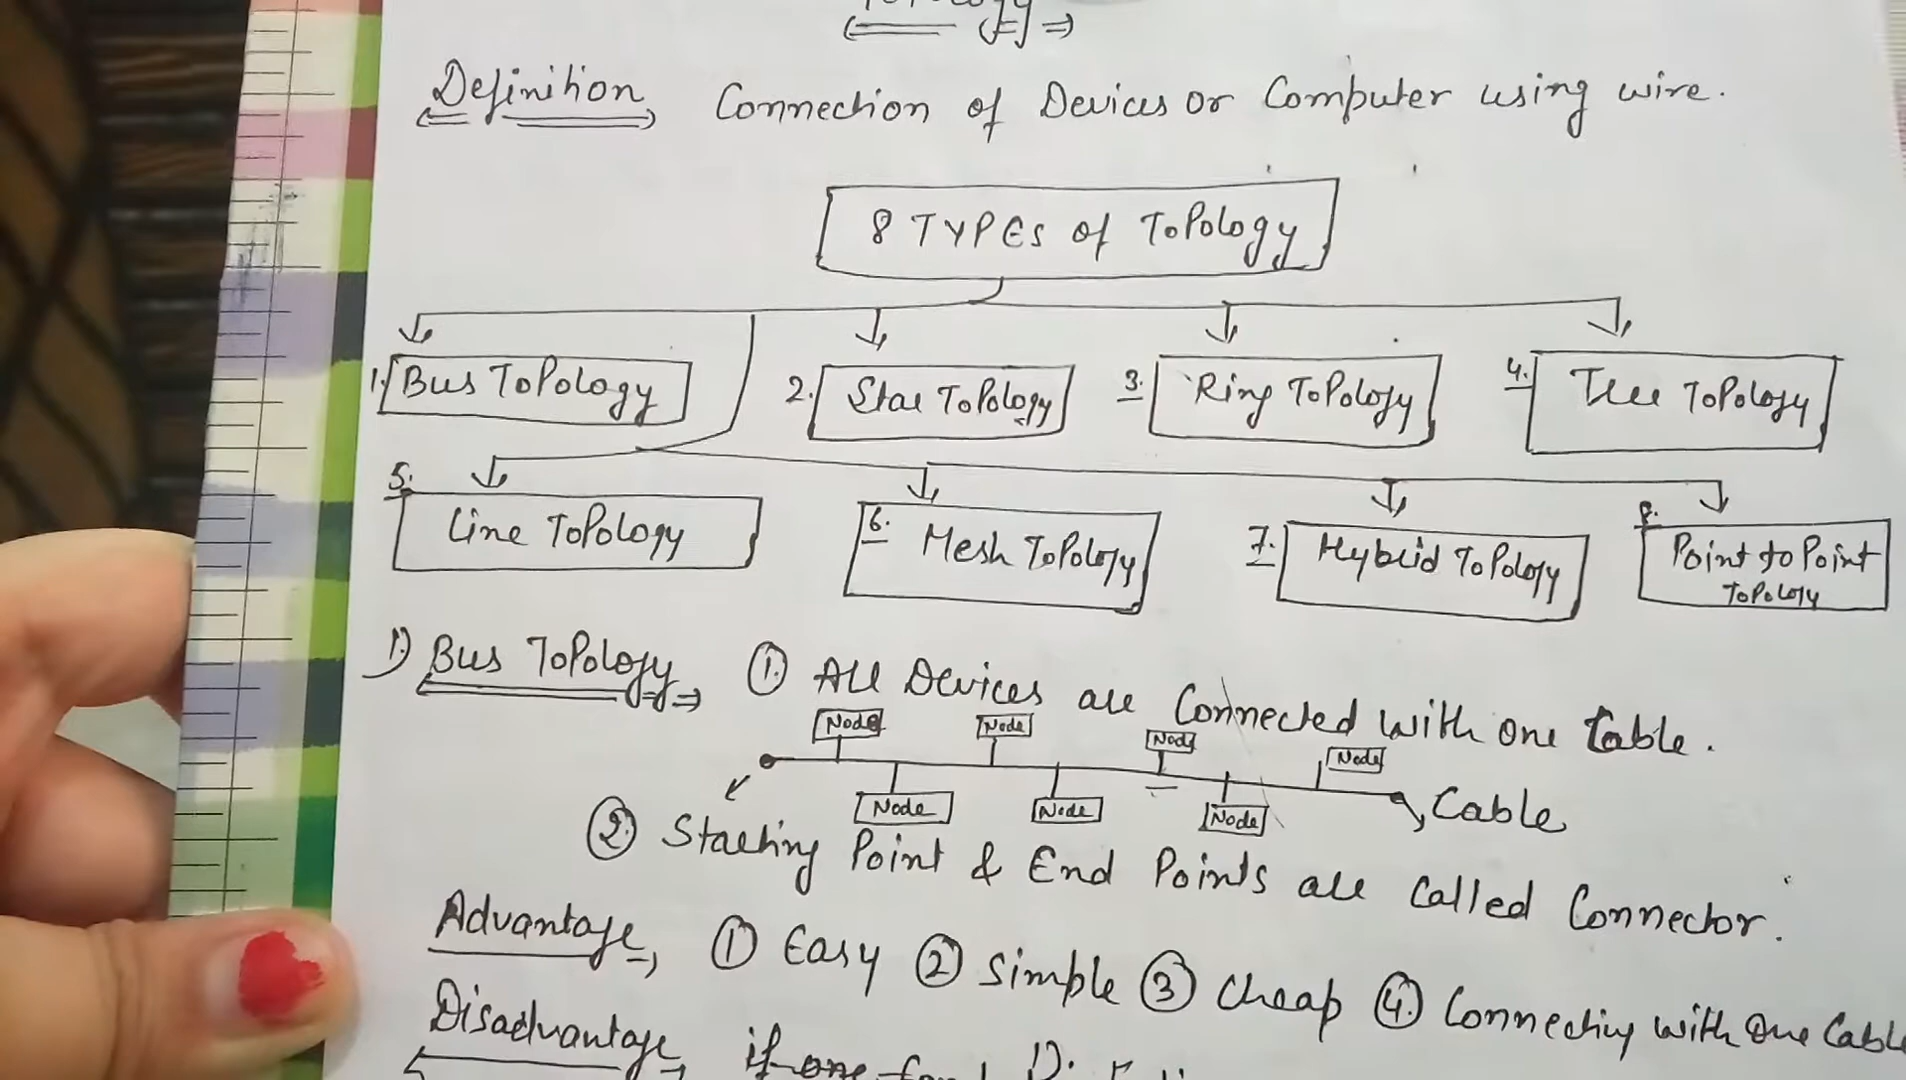 Topology
Definition Connection of Devices or Computer using wire.
8 TYPES of ToPology
1. Bus ToPology
2. Star ToPology
3. Ring ToPology
4. Tree ToPology
5. Line ToPology
6. Mesh ToPology
7. Hybrid ToPology
8. Point to Point ToPology
1) Bus ToPology ① All Devices are Connected with one Cable.
Node Node Node Node
Node Node Node Cable
② Starting Point & End Points are Called Connector.
Advantage ① Easy ② Simple ③ Cheap ④ Connecting with One Cable
Disadvantage if one